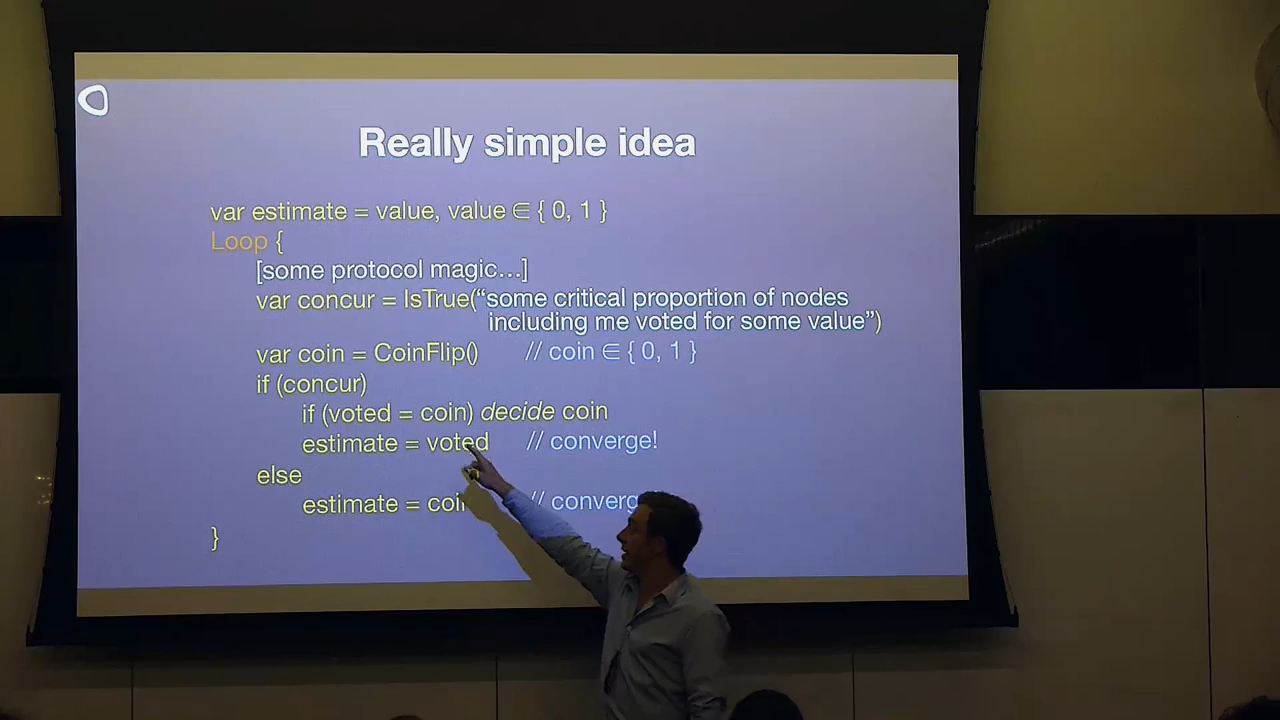 Really simple idea
var estimate = value, value ∈ { 0, 1 }
Loop {
[some protocol magic…]
var concur = IsTrue(“some critical proportion of nodes
including me voted for some value”)
var coin = CoinFlip() // coin ∈ { 0, 1 }
if (concur)
if (voted = coin) decide coin
estimate = voted // converge!
else
estimate = //
}